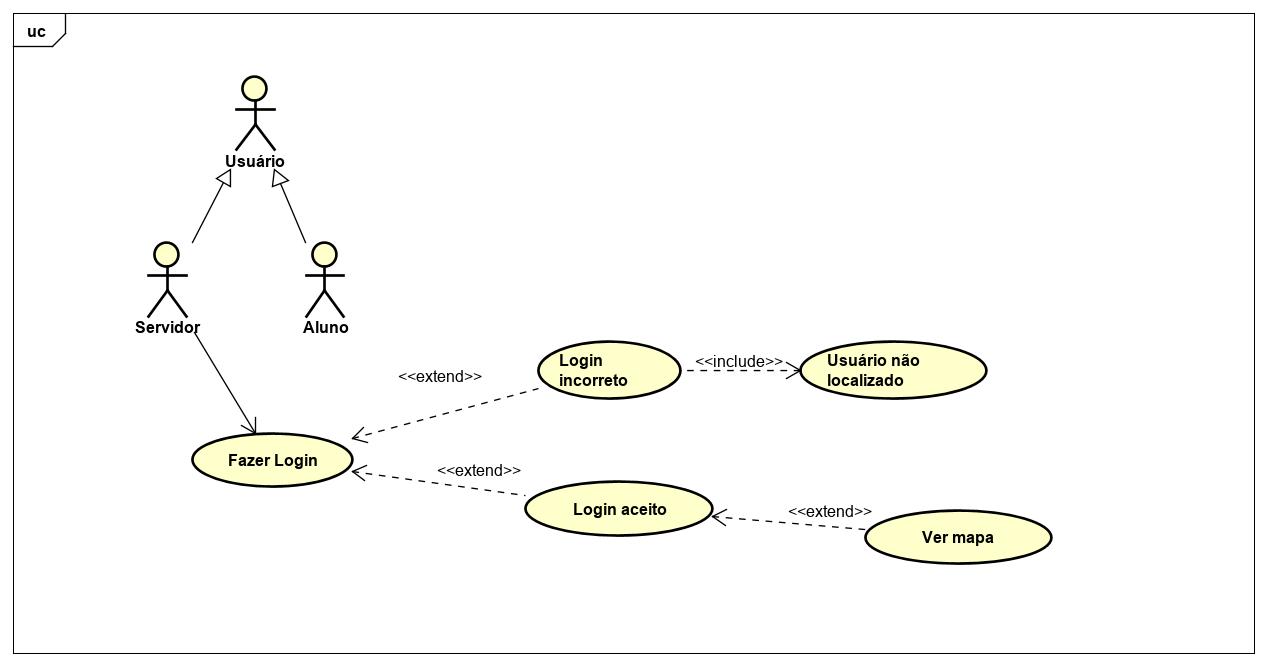 uc
Usuário
Servidor
Aluno
<<extend>>
Login
incorreto
<<include>>
Usuário não
localizado
Fazer Login
<<extend>>
Login aceito
<<extend>>
Ver mapa